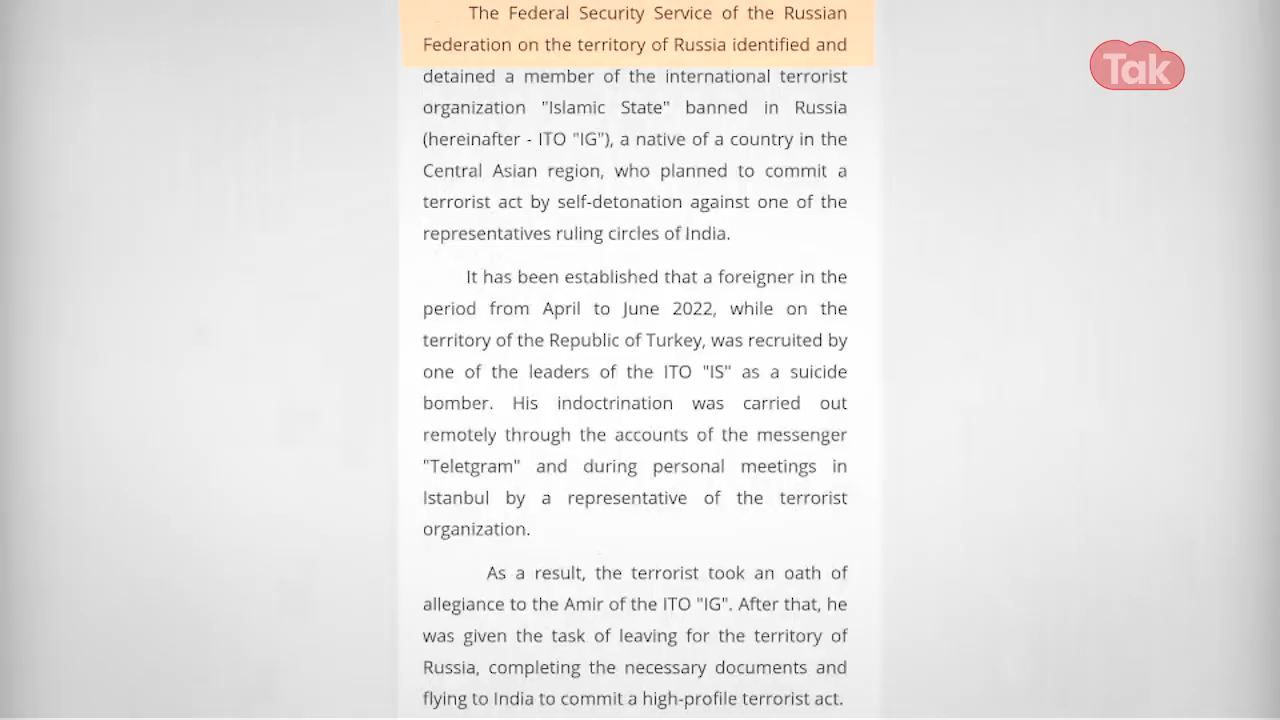 The Federal Security Service of the Russian
Federation on the territory of Russia identified and
detained a member of the international terrorist
organization "Islamic State" banned in Russia
(hereinafter - ITO "IG"), a native of a country in the
Central Asian region, who planned to commit a
terrorist act by self-detonation against one of the
representatives ruling circles of India.
It has been established that a foreigner in the
period from April to June 2022, while on the
territory of the Republic of Turkey, was recruited by
one of the leaders of the ITO "IS" as a suicide
bomber. His indoctrination was carried out
remotely through the accounts of the messenger
"Teletgram" and during personal meetings in
Istanbul by a representative of the terrorist
organization.
As a result, the terrorist took an oath of
allegiance to the Amir of the ITO "IG". After that, he
was given the task of leaving for the territory of
Russia, completing the necessary documents and
flying to India to commit a high-profile terrorist act.
Tak